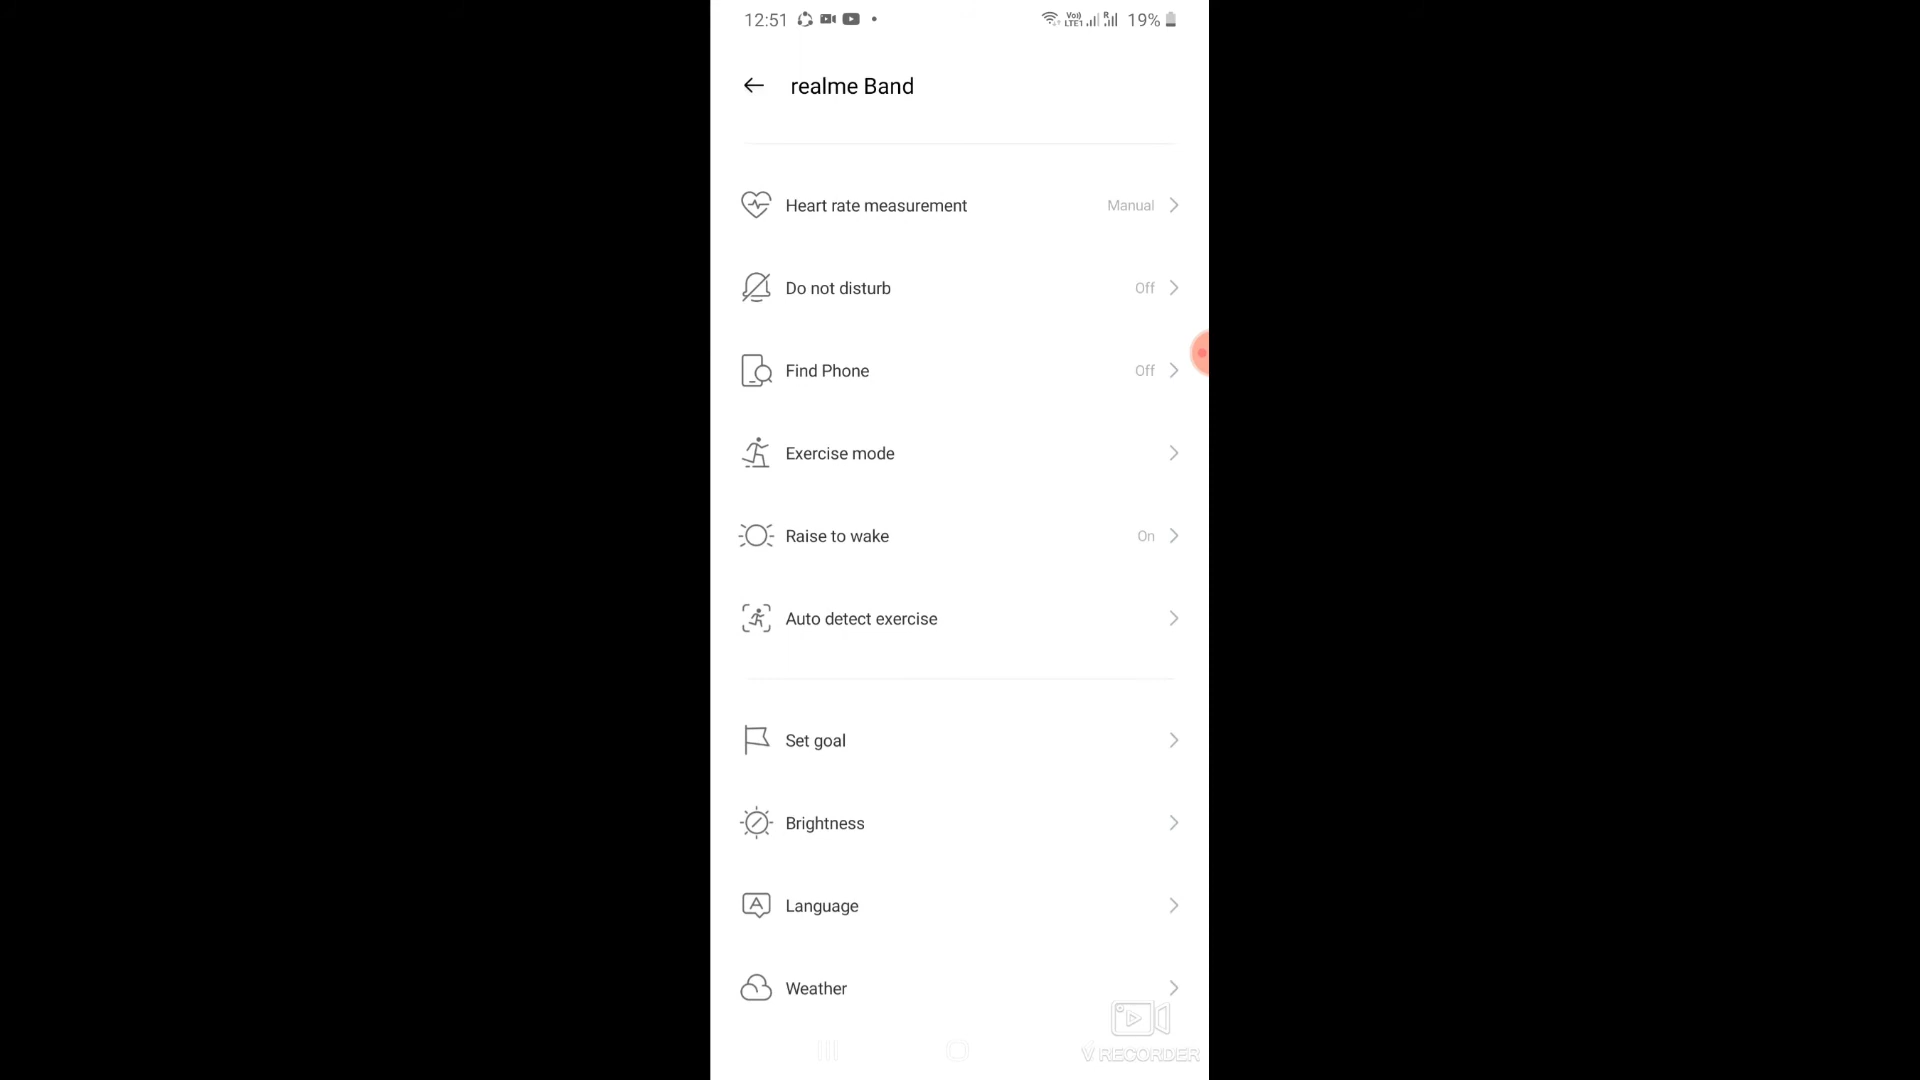 12:51 19%
realme Band
Heart rate measurement Manual
Do not disturb Off
Find Phone Off
Exercise mode
Raise to wake On
Auto detect exercise
Set goal
Brightness
Language
Weather
V RECORDER